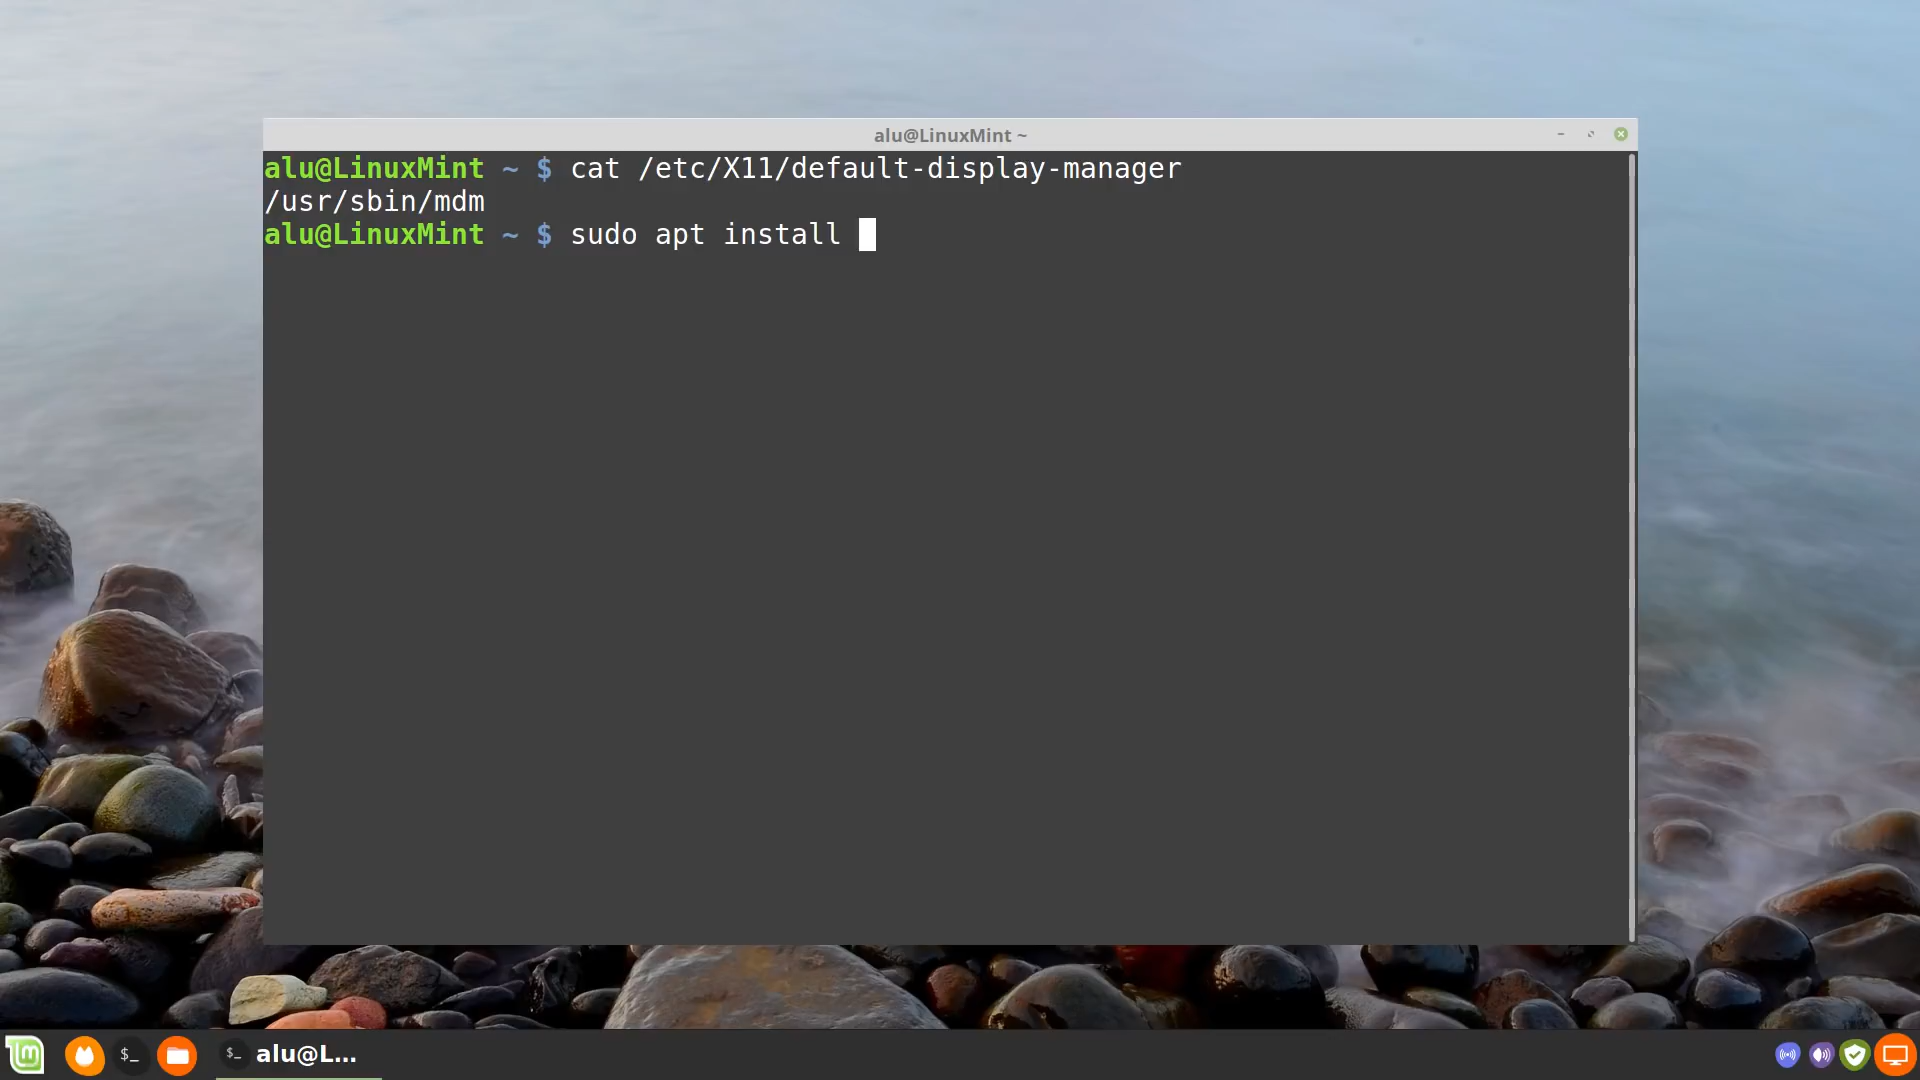 alu@LinuxMint ~
alu@LinuxMint ~ $ cat /etc/X11/default-display-manager
/usr/sbin/mdm
alu@LinuxMint ~ $ sudo apt install
$_
$_ alu@L...